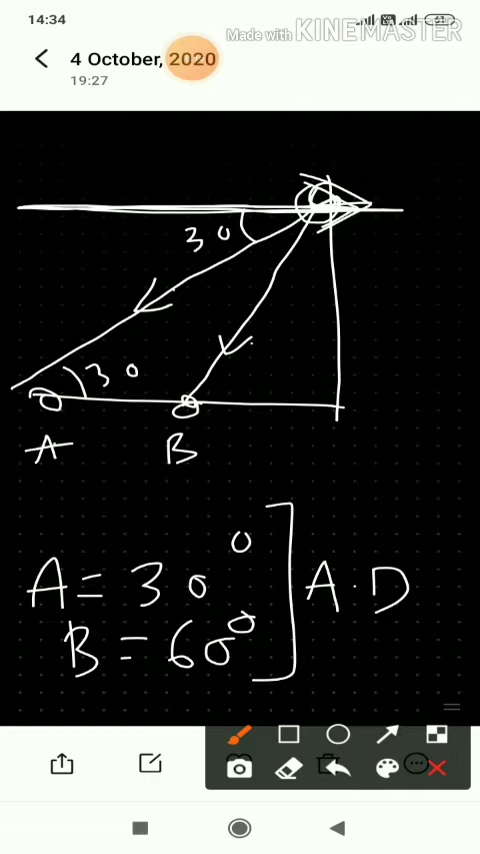 14:34
Made with KINEMASTER
4 October, 2020
19:27
30
30
A B
A = 30°
B = 60°
A.D